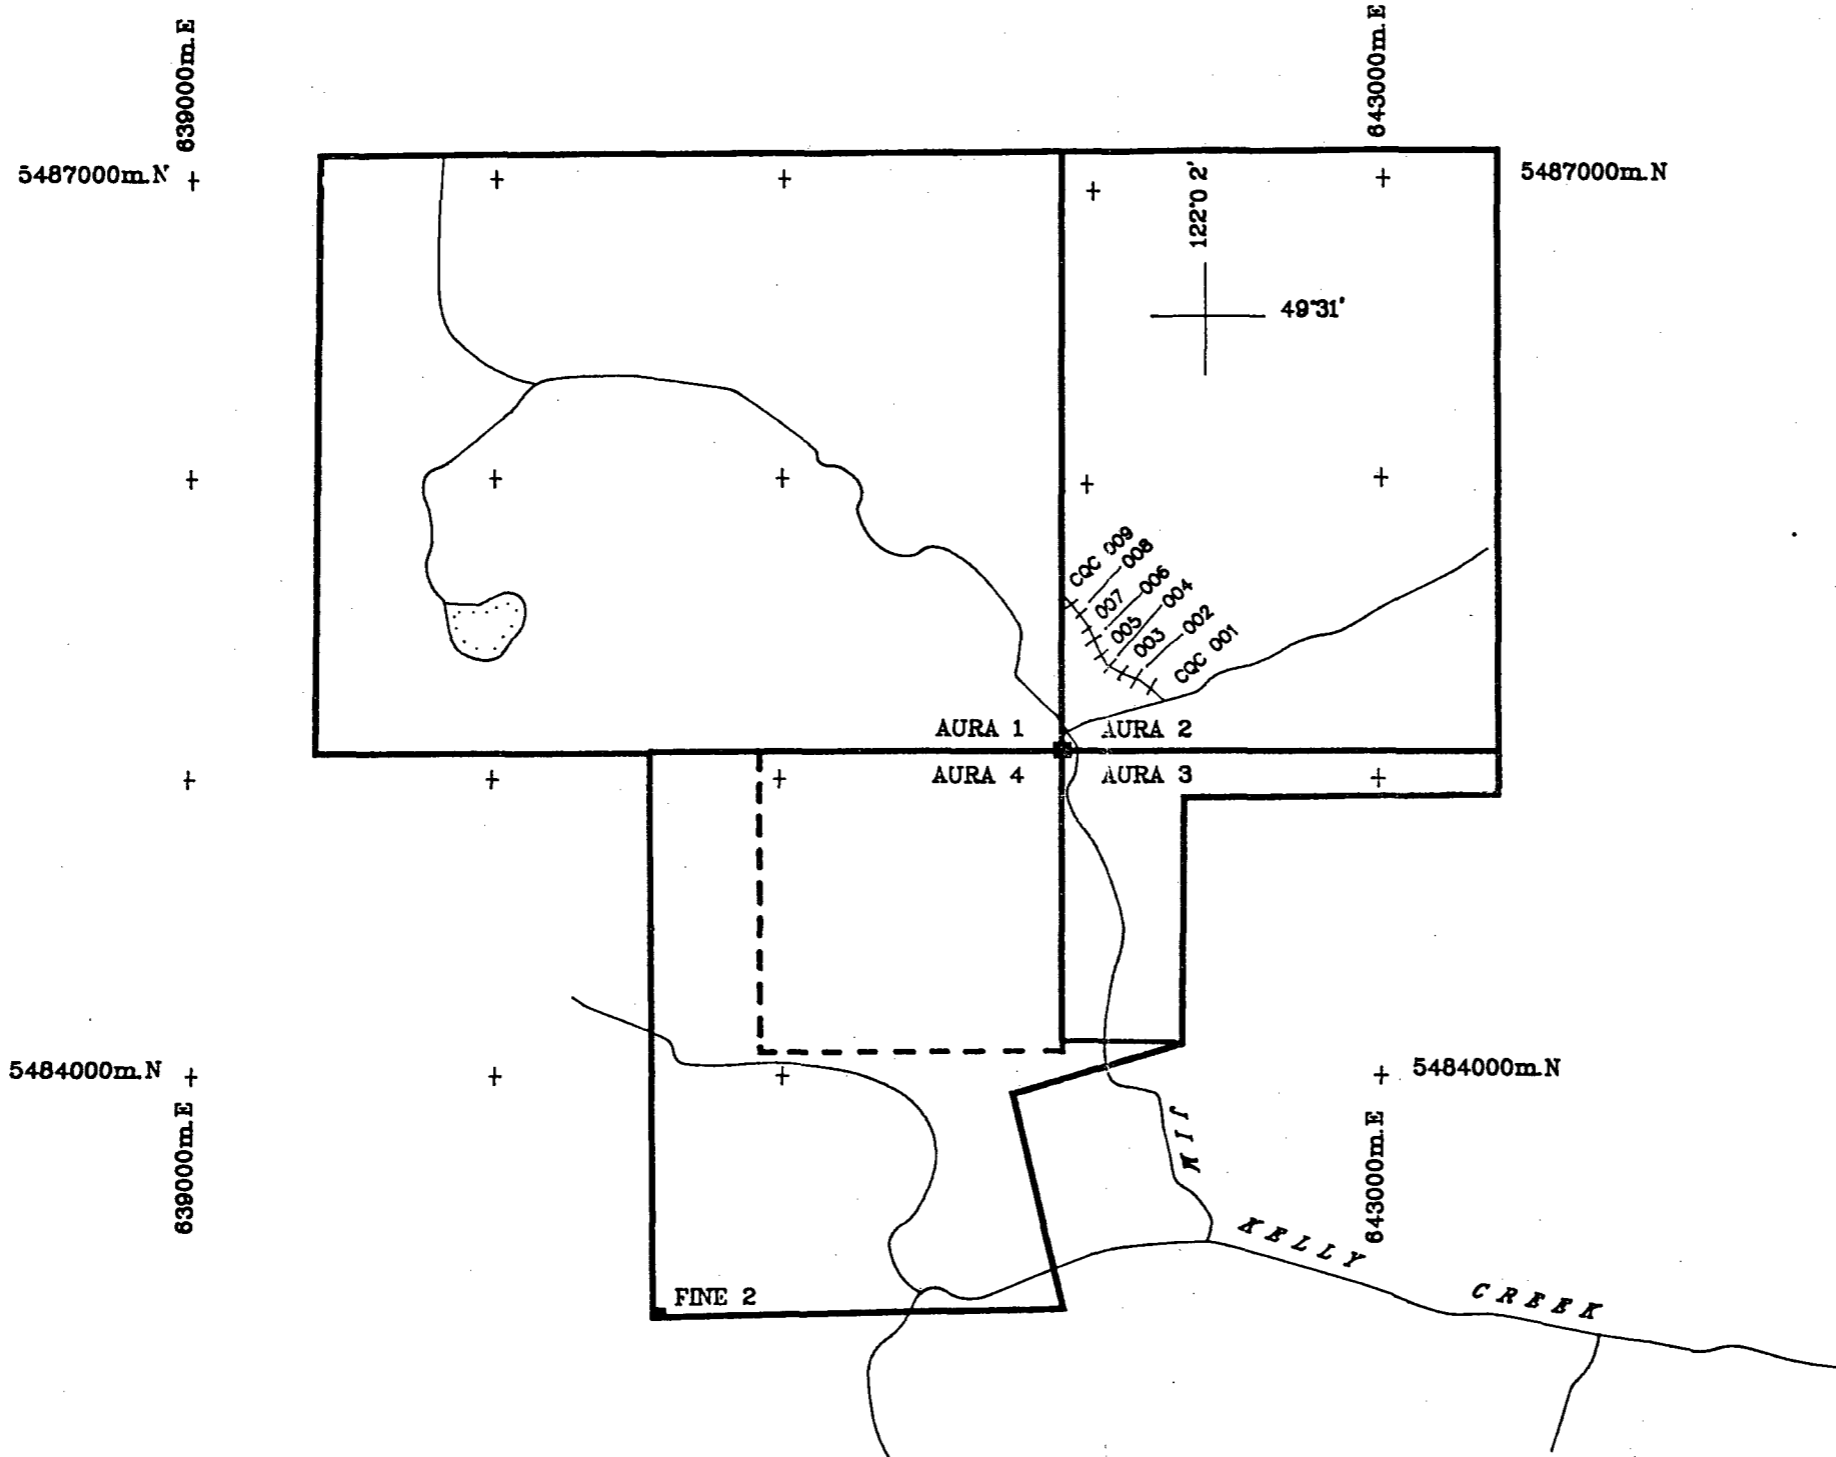 639000m.E
643000m.E
5487000m.N
5487000m.N
122°0 2'
49°31'
CQC 009
008
007
006
005
004
003
002
CQC 001
AURA 1
AURA 2
AURA 4
AURA 3
5484000m.N
5484000m.N
639000m.E
643000m.E
JIM
KELLY
CREEK
FINE 2